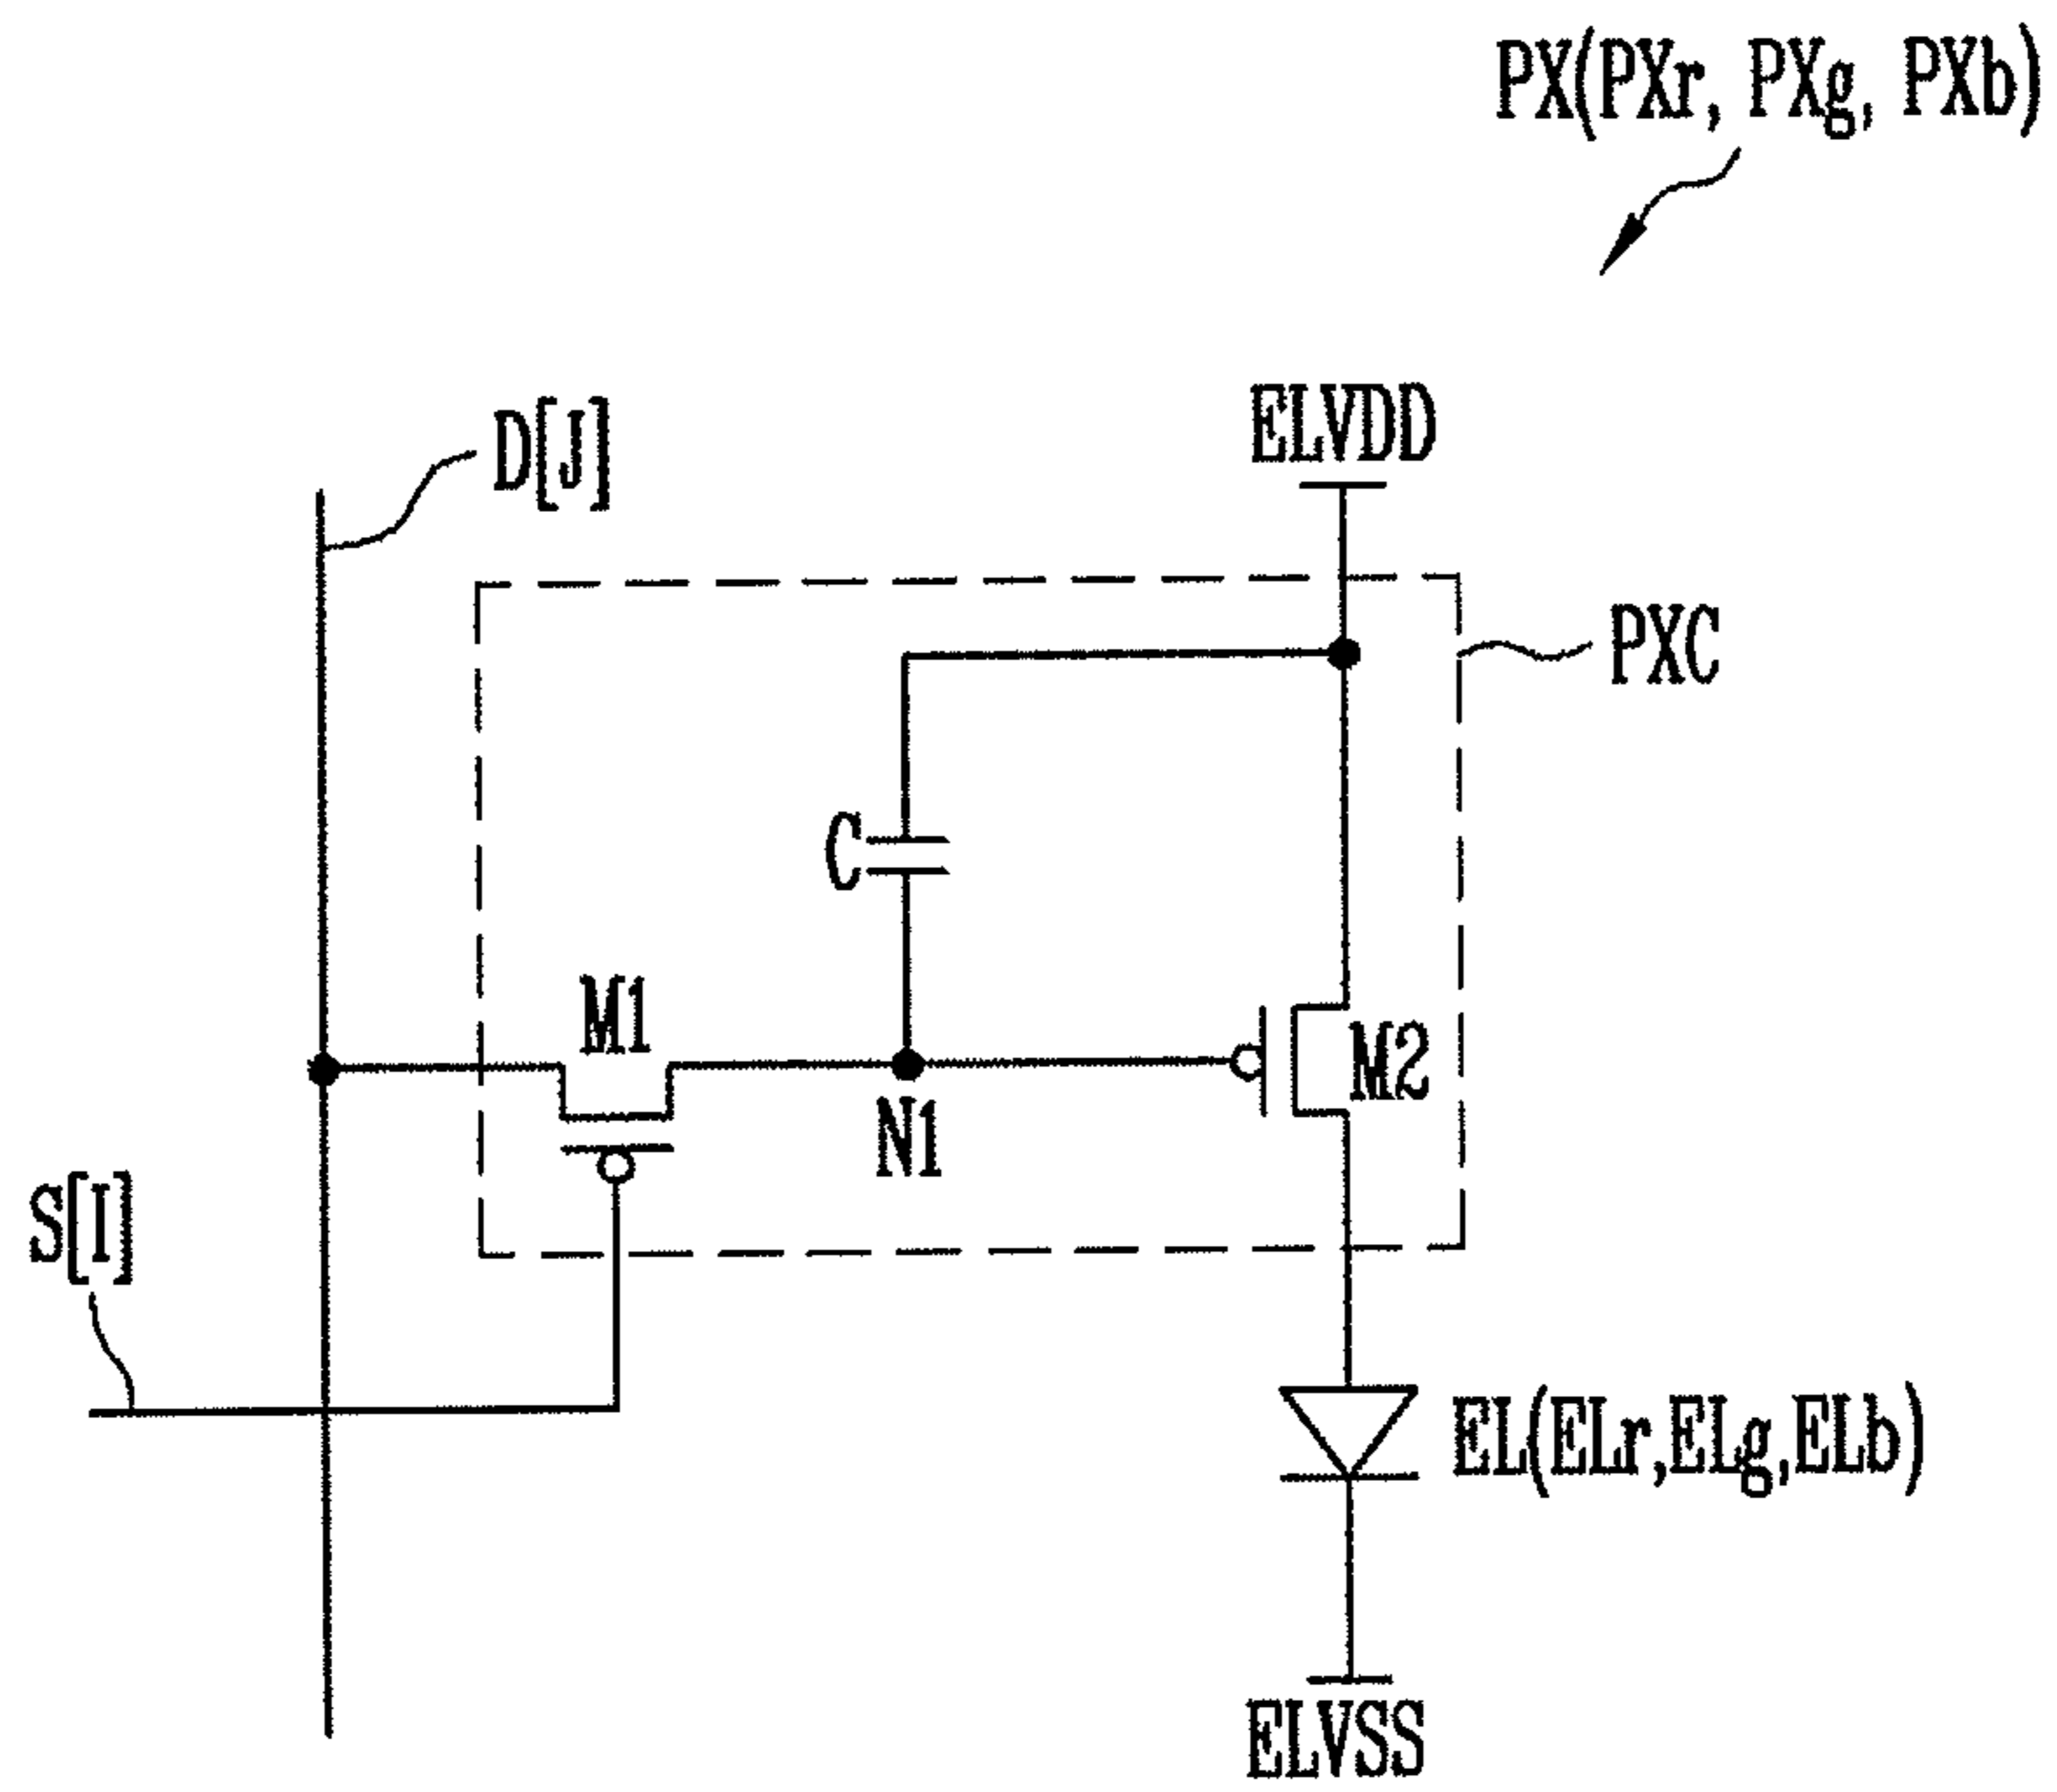 PX(PXr, PXg, PXb)
D[J]
ELVDD
PXC
C
M1
M2
N1
S[I]
EL(ELr,ELg,ELb)
ELVSS